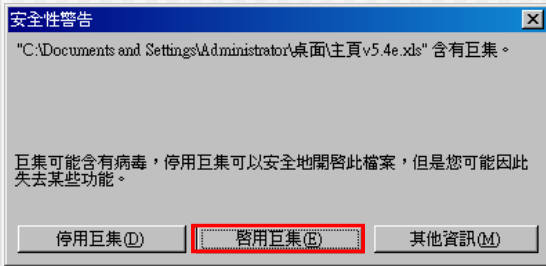 安全性警告
"C:\Documents and Settings\Administrator\桌面\主頁v5.4e.xls" 含有巨集。
巨集可能含有病毒，停用巨集可以安全地開啓此檔案，但是您可能因此
失去某些功能。
停用巨集(D) 啓用巨集(E) 其他資訊(M)